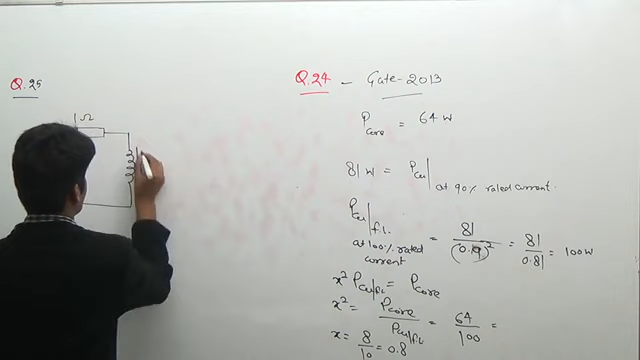 Q.25
1 Ω
Q.24 - Gate-2013
P_core = 64 W
81 W = P_cu | at 90% rated current.
P_cu | f.l. at 100% rated current = 81 / (0.9)² = 81 / 0.81 = 100 W
x² P_cu/f.l. = P_core
x² = P_core / P_cu/f.l. = 64 / 100 =
x = 8 / 10 = 0.8